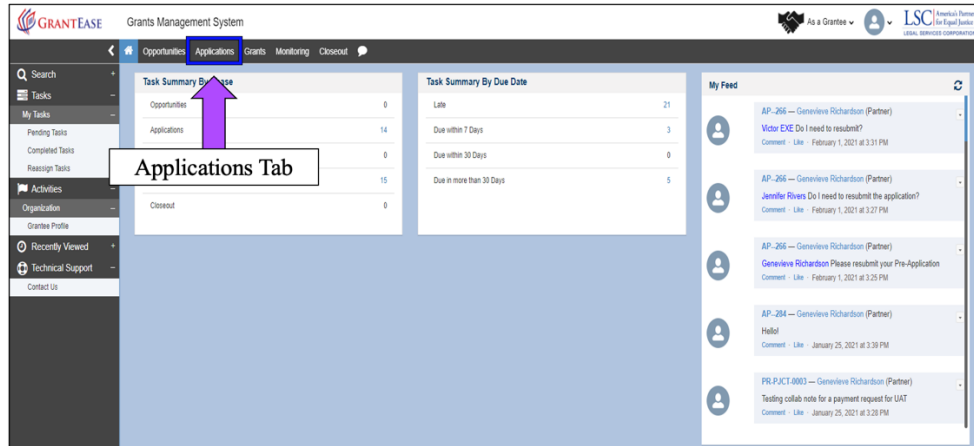 GRANTEASE
Grants Management System
As a Grantee
LSC America's Partner for Equal Justice
LEGAL SERVICES CORPORATION
Opportunities Applications Grants Monitoring Closeout
Search
Tasks
My Tasks
Pending Tasks
Completed Tasks
Reassign Tasks
Activities
Organization
Grantee Profile
Recently Viewed
Technical Support
Contact Us
Task Summary By
Opportunities 0
Applications 14
0
15
Closeout 0
Applications Tab
Task Summary By Due Date
Late 21
Due within 7 Days 3
Due within 30 Days 0
Due in more than 30 Days 5
My Feed
AP--266 — Genevieve Richardson (Partner)
Victor EXE Do I need to resubmit?
Comment - Like - February 1, 2021 at 3:31 PM
AP--266 — Genevieve Richardson (Partner)
Jennifer Rivers Do I need to resubmit the application?
Comment - Like - February 1, 2021 at 3:27 PM
AP--266 — Genevieve Richardson (Partner)
Genevieve Richardson Please resubmit your Pre-Application
Comment - Like - February 1, 2021 at 3:25 PM
AP--284 — Genevieve Richardson (Partner)
Hello!
Comment - Like - January 25, 2021 at 3:39 PM
PR-PJCT-0003 — Genevieve Richardson (Partner)
Testing collab note for a payment request for UAT
Comment - Like - January 25, 2021 at 3:28 PM